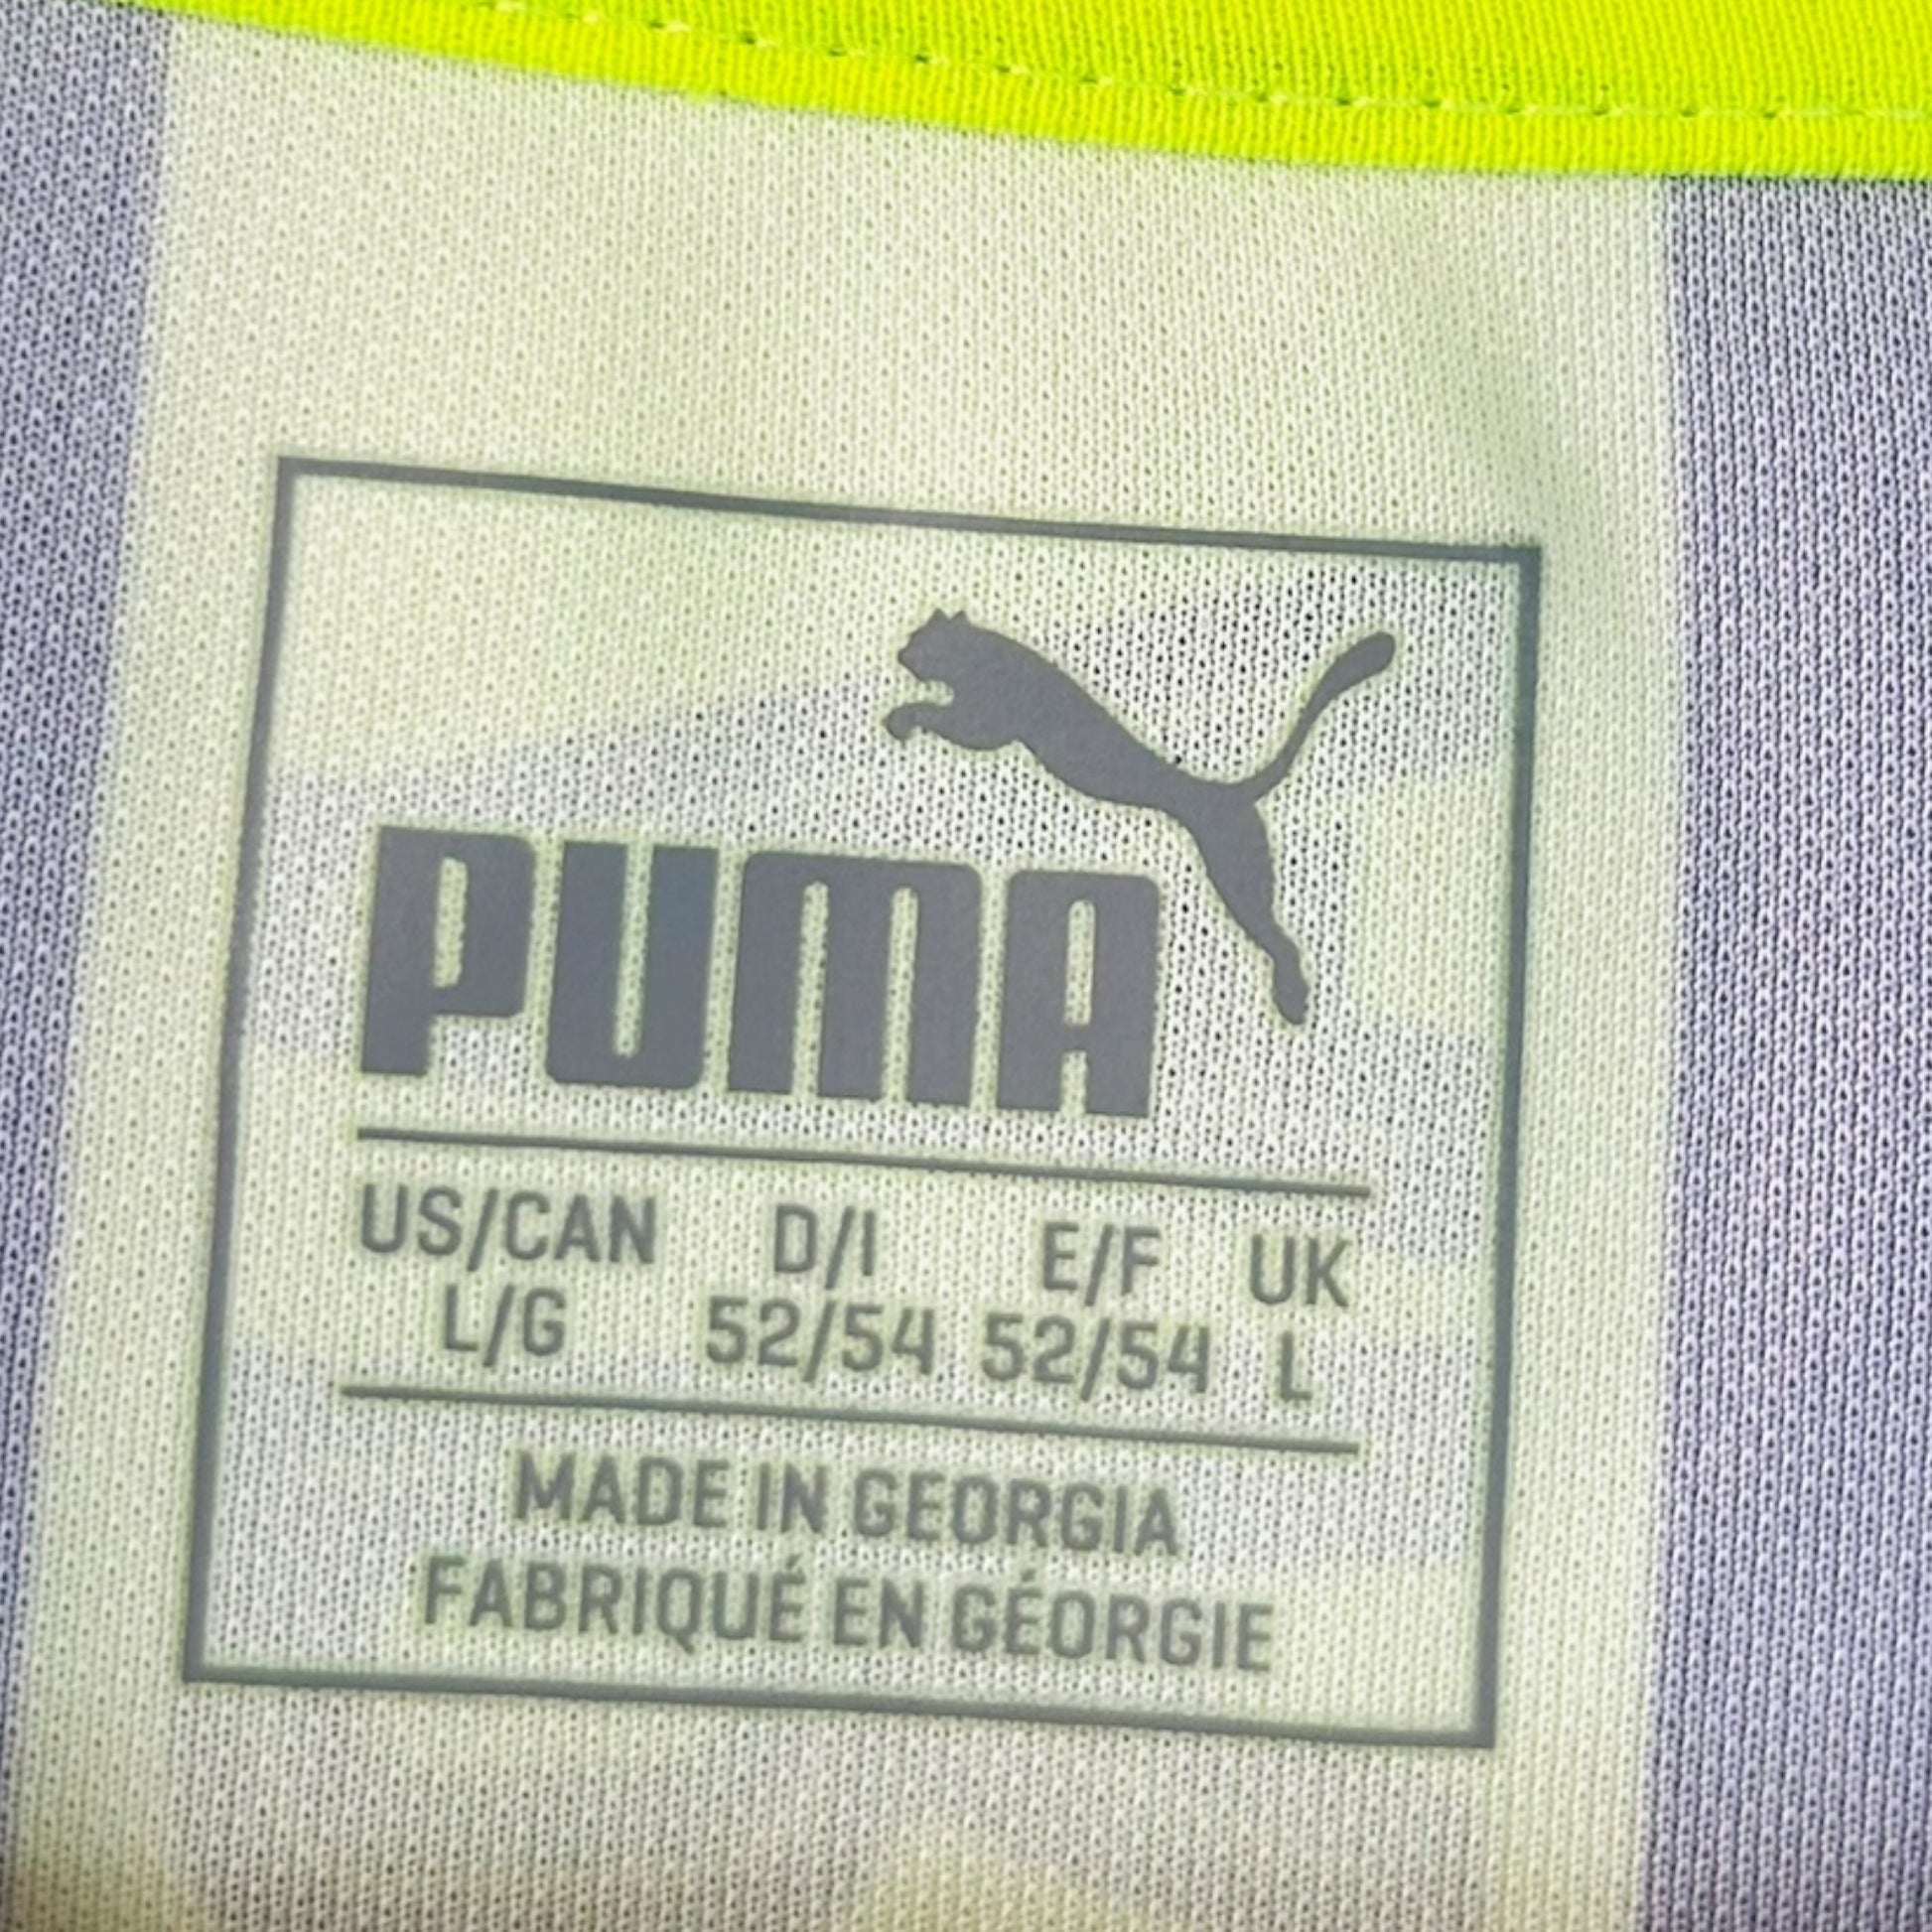 PUMA
US/CAN D/I E/F UK
L/G 52/54 52/54 L
MADE IN GEORGIA
FABRIQUÉ EN GÉORGIE